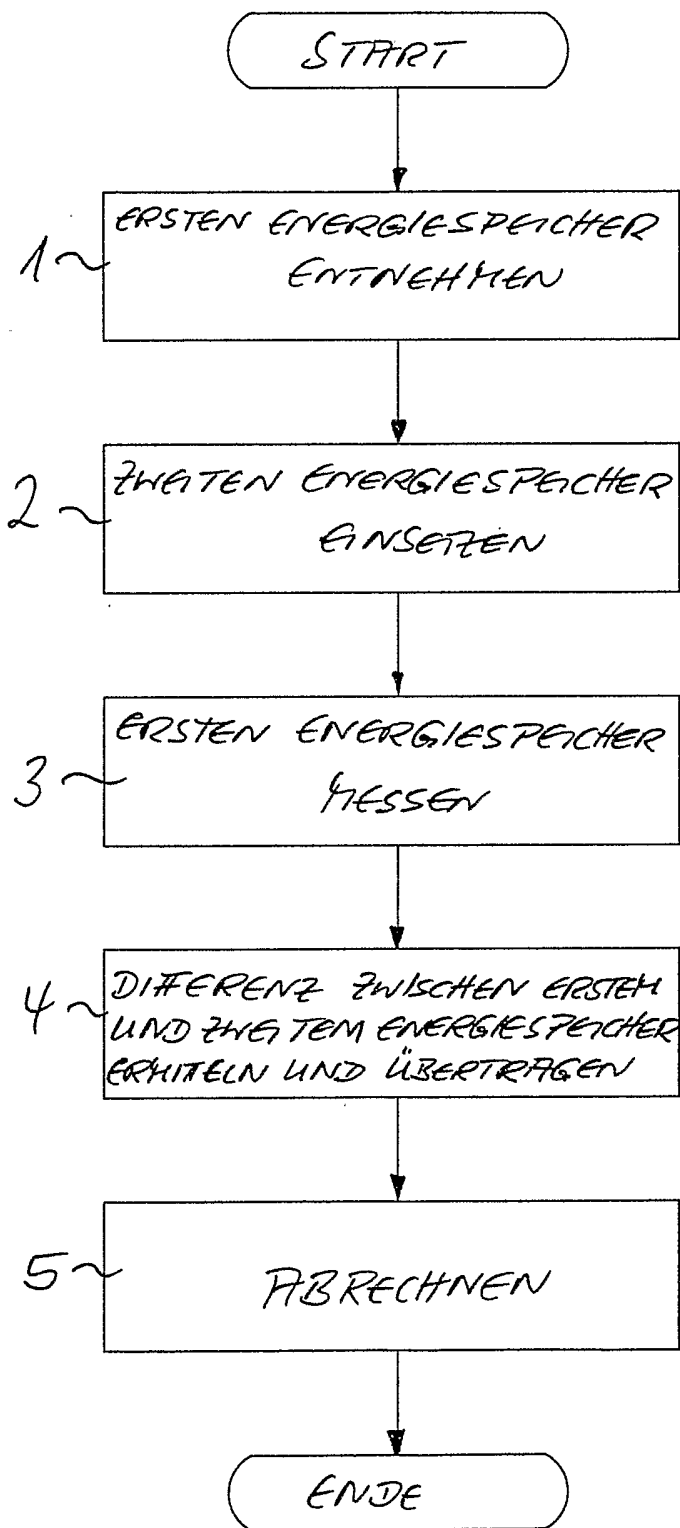 START
1 ERSTEN ENERGIESPEICHER
ENTNEHMEN
2 ZWEITEN ENERGIESPEICHER
EINSETZEN
3 ERSTEN ENERGIESPEICHER
MESSEN
4 DIFFERENZ ZWISCHEN ERSTEM
UND ZWEITEM ENERGIESPEICHER
ERMITELN UND ÜBERTRAGEN
5 ABRECHNEN
ENDE